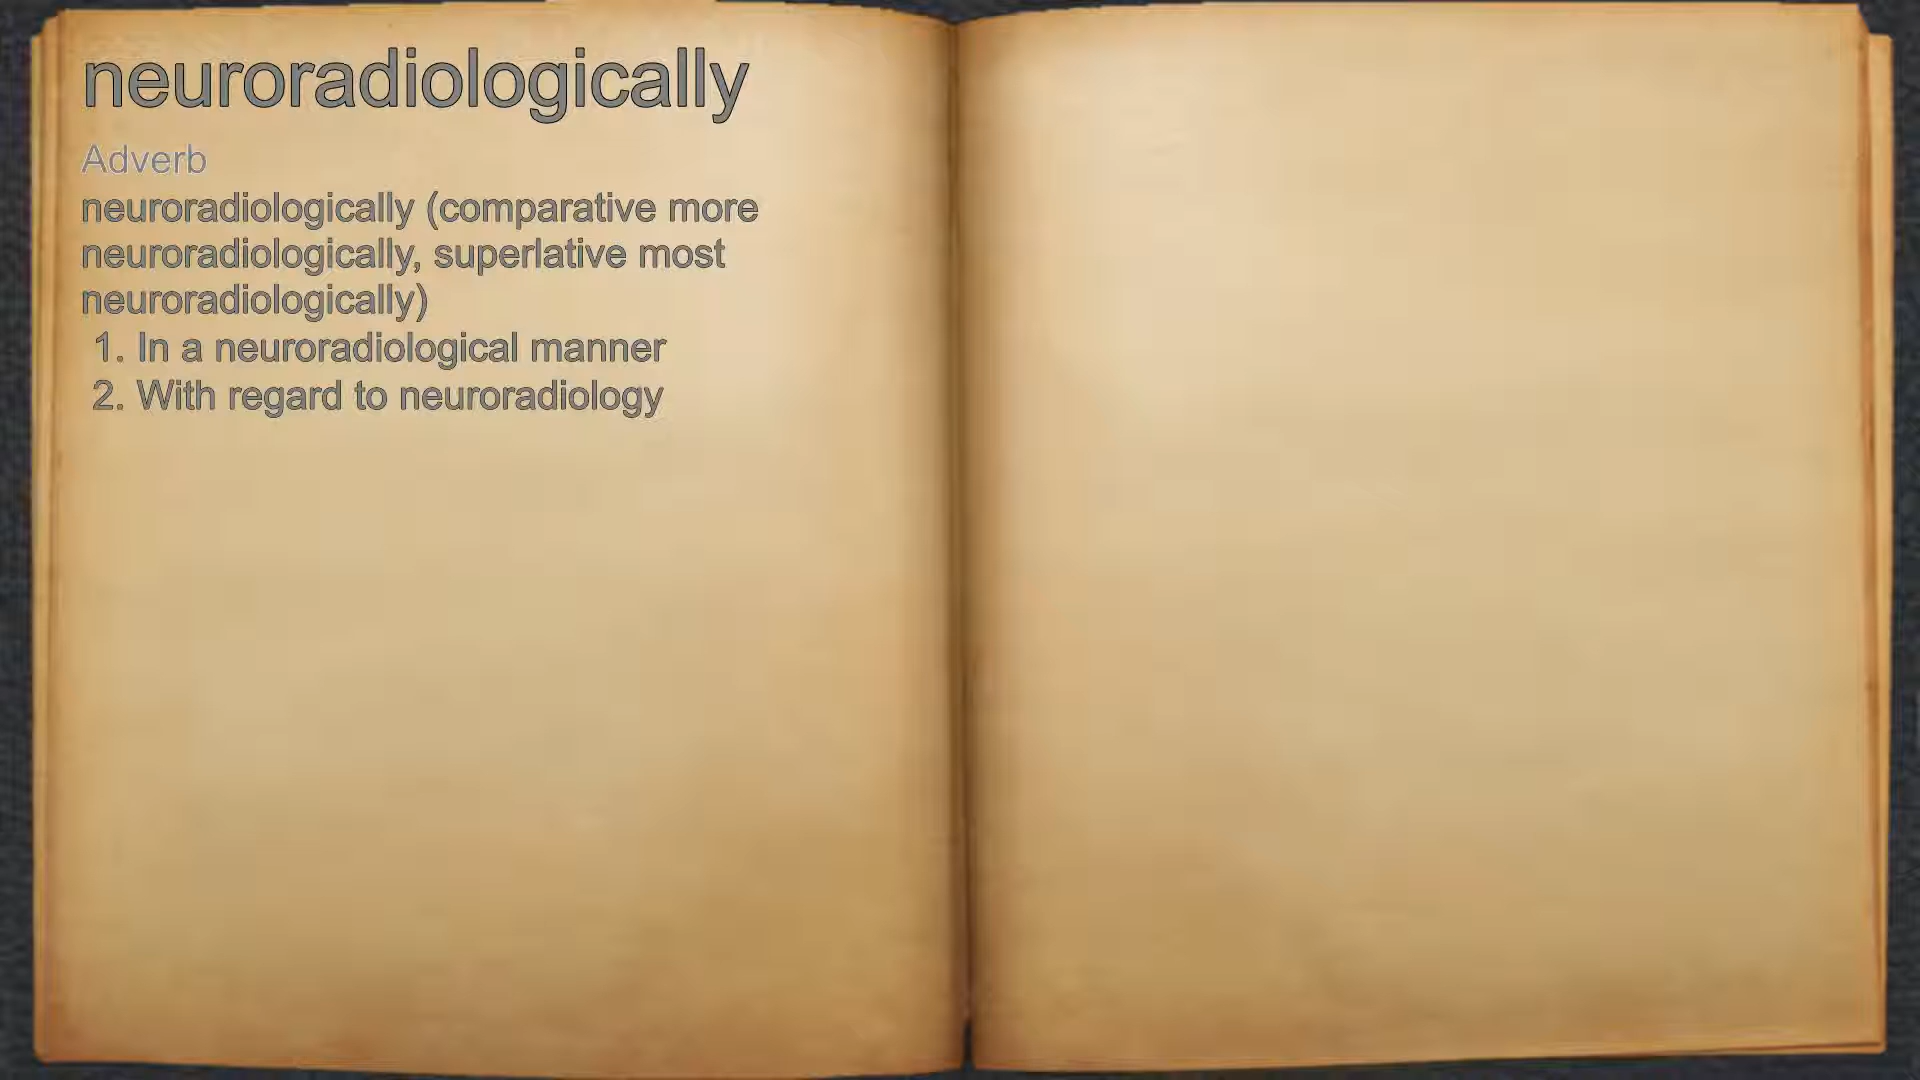 neuroradiologically
Adverb
neuroradiologically (comparative more
neuroradiologically, superlative most
neuroradiologically)
1. In a neuroradiological manner
2. With regard to neuroradiology